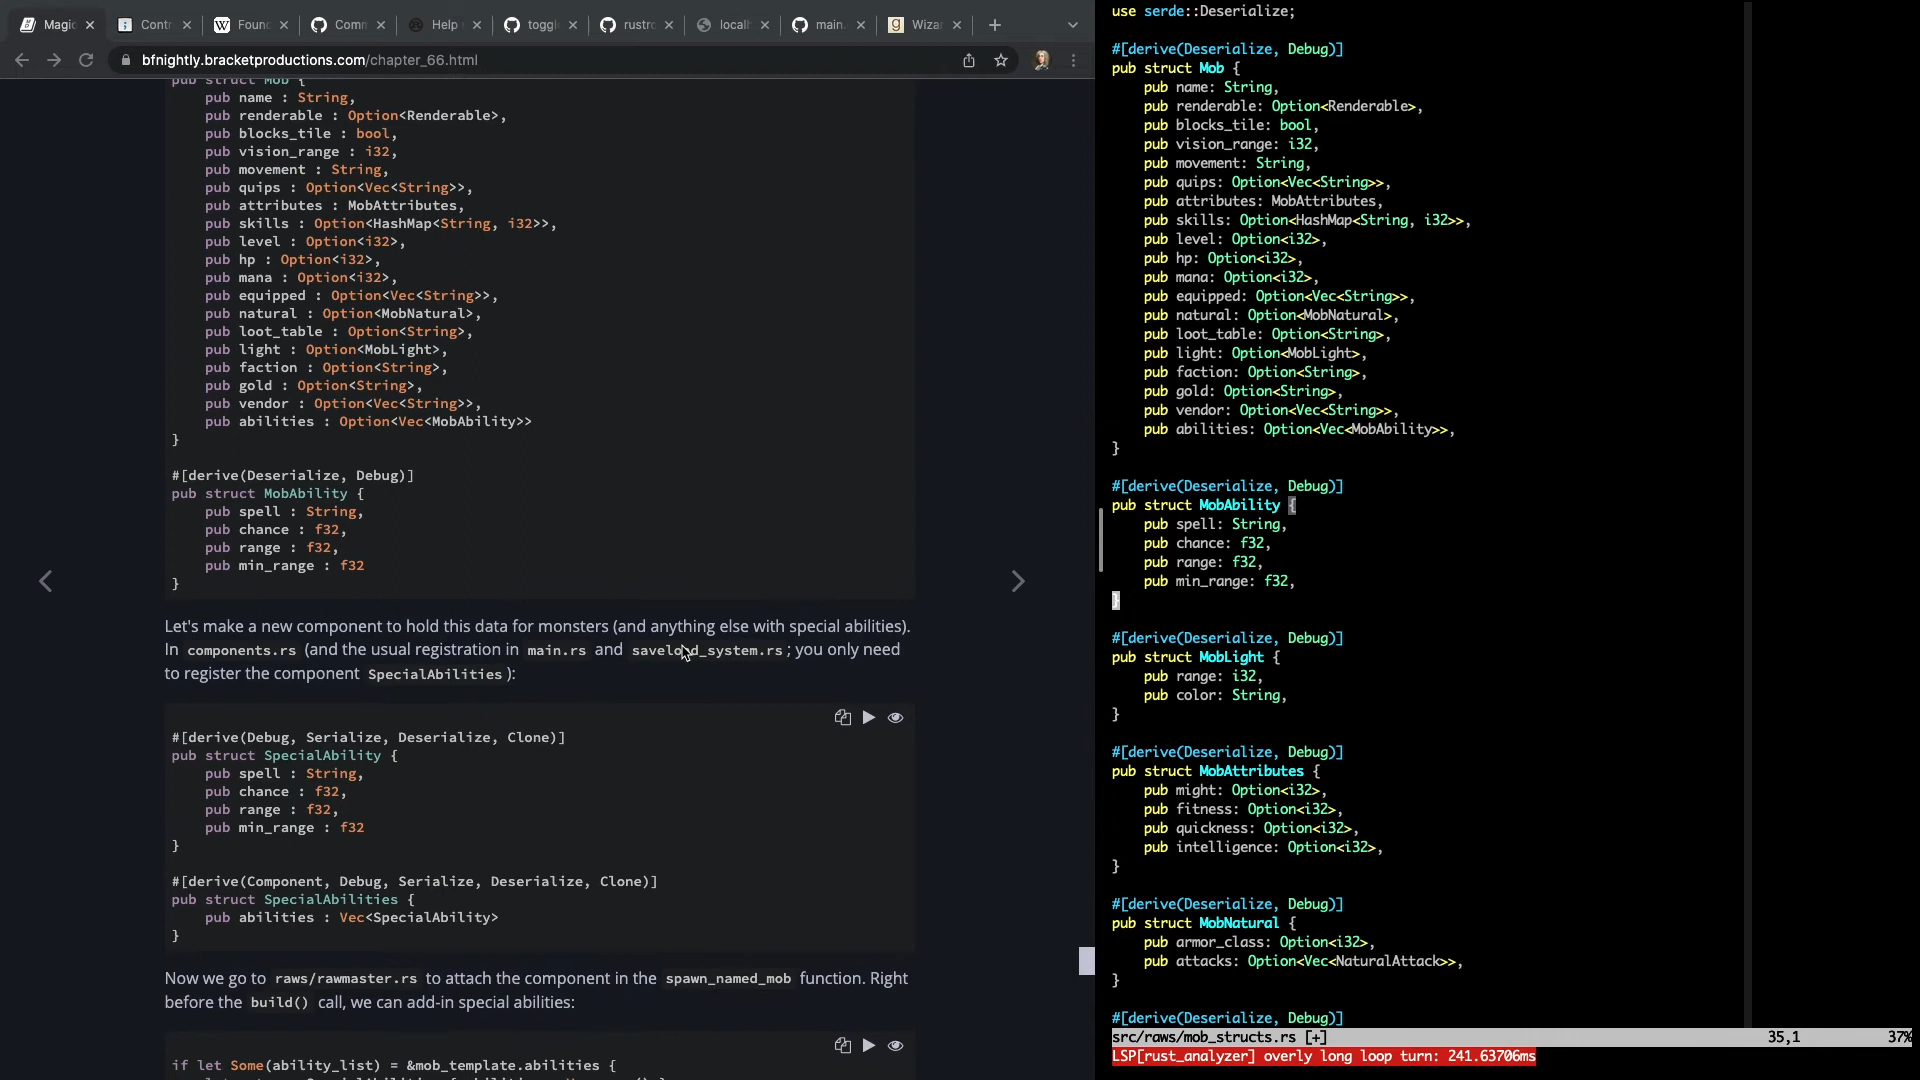 Magic
Contr
Found
Comm
Help
toggl
rustrc
localh
main.
Wizar
bfnightly.bracketproductions.com/chapter_66.html
pub struct Mob {
pub name : String,
pub renderable : Option<Renderable>,
pub blocks_tile : bool,
pub vision_range : i32,
pub movement : String,
pub quips : Option<Vec<String>>,
pub attributes : MobAttributes,
pub skills : Option<HashMap<String, i32>>,
pub level : Option<i32>,
pub hp : Option<i32>,
pub mana : Option<i32>,
pub equipped : Option<Vec<String>>,
pub natural : Option<MobNatural>,
pub loot_table : Option<String>,
pub light : Option<MobLight>,
pub faction : Option<String>,
pub gold : Option<String>,
pub vendor : Option<Vec<String>>,
pub abilities : Option<Vec<MobAbility>>
}
#[derive(Deserialize, Debug)]
pub struct MobAbility {
pub spell : String,
pub chance : f32,
pub range : f32,
pub min_range : f32
}
Let's make a new component to hold this data for monsters (and anything else with special abilities).
In components.rs (and the usual registration in main.rs and saveload_system.rs; you only need
to register the component SpecialAbilities ):
#[derive(Debug, Serialize, Deserialize, Clone)]
pub struct SpecialAbility {
pub spell : String,
pub chance : f32,
pub range : f32,
pub min_range : f32
}
#[derive(Component, Debug, Serialize, Deserialize, Clone)]
pub struct SpecialAbilities {
pub abilities : Vec<SpecialAbility>
}
Now we go to raws/rawmaster.rs to attach the component in the spawn_named_mob function. Right
before the build() call, we can add-in special abilities:
if let Some(ability_list) = &mob_template.abilities {
use serde::Deserialize;
#[derive(Deserialize, Debug)]
pub struct Mob {
pub name: String,
pub renderable: Option<Renderable>,
pub blocks_tile: bool,
pub vision_range: i32,
pub movement: String,
pub quips: Option<Vec<String>>,
pub attributes: MobAttributes,
pub skills: Option<HashMap<String, i32>>,
pub level: Option<i32>,
pub hp: Option<i32>,
pub mana: Option<i32>,
pub equipped: Option<Vec<String>>,
pub natural: Option<MobNatural>,
pub loot_table: Option<String>,
pub light: Option<MobLight>,
pub faction: Option<String>,
pub gold: Option<String>,
pub vendor: Option<Vec<String>>,
pub abilities: Option<Vec<MobAbility>>,
}
#[derive(Deserialize, Debug)]
pub struct MobAbility {
pub spell: String,
pub chance: f32,
pub range: f32,
pub min_range: f32,
}
#[derive(Deserialize, Debug)]
pub struct MobLight {
pub range: i32,
pub color: String,
}
#[derive(Deserialize, Debug)]
pub struct MobAttributes {
pub might: Option<i32>,
pub fitness: Option<i32>,
pub quickness: Option<i32>,
pub intelligence: Option<i32>,
}
#[derive(Deserialize, Debug)]
pub struct MobNatural {
pub armor_class: Option<i32>,
pub attacks: Option<Vec<NaturalAttack>>,
}
#[derive(Deserialize, Debug)]
src/raws/mob_structs.rs [+] 35,1 37%
LSP[rust_analyzer] overly long loop turn: 241.63706ms